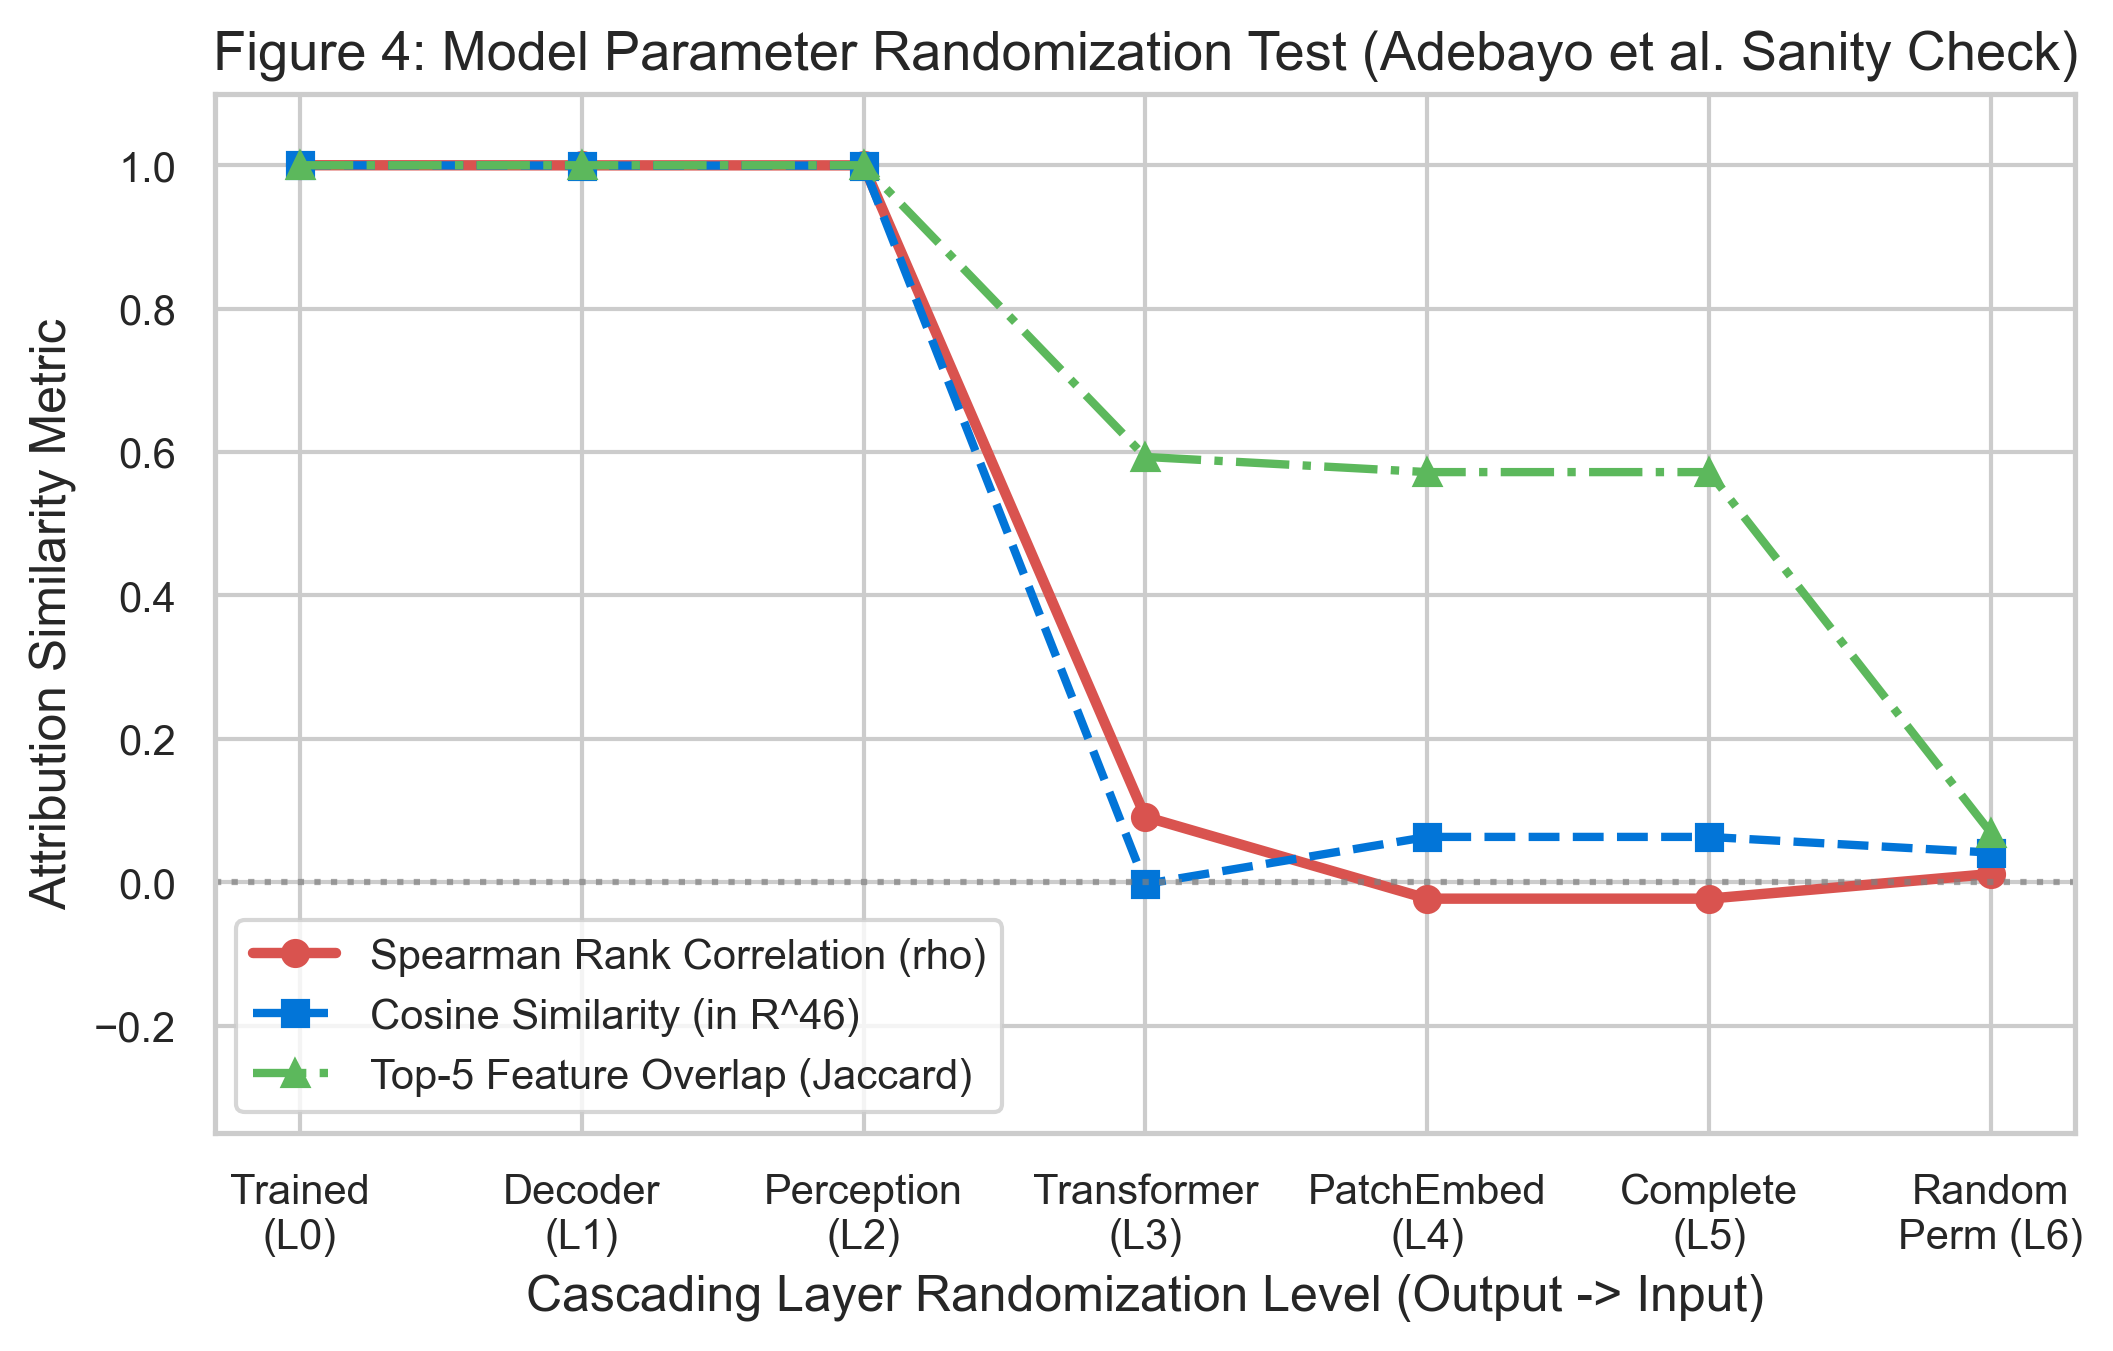 Figure 4: Model Parameter Randomization Test (Adebayo et al. Sanity Check)
Attribution Similarity Metric
1.0
0.8
0.6
0.4
0.2
0.0
−0.2
Spearman Rank Correlation (rho)
Cosine Similarity (in R^46)
Top-5 Feature Overlap (Jaccard)
Trained
(L0)
Decoder
(L1)
Perception
(L2)
Transformer
(L3)
PatchEmbed
(L4)
Complete
(L5)
Random
Perm (L6)
Cascading Layer Randomization Level (Output -> Input)